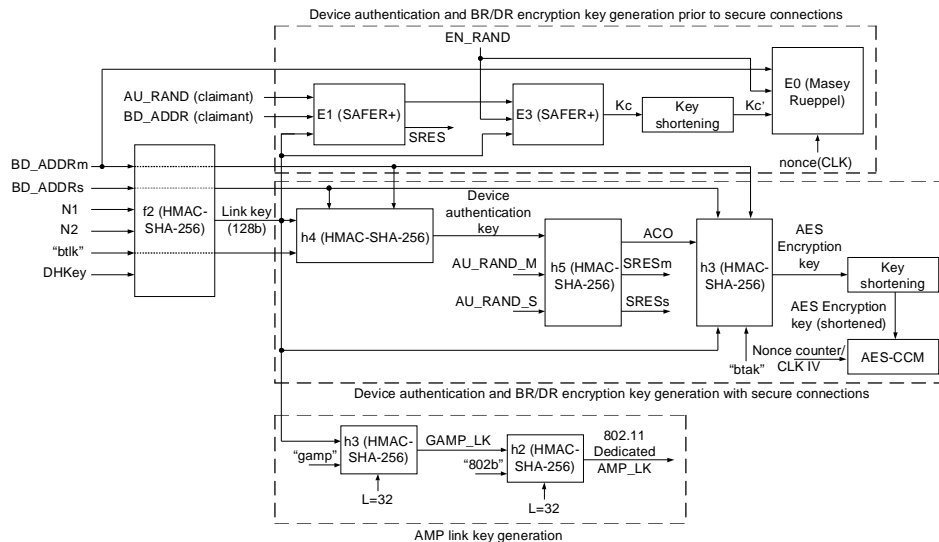 Device authentication and BR/DR encryption key generation prior to secure connections
EN_RAND
AU_RAND (claimant)
BD_ADDR (claimant)
E1 (SAFER+)
SRES
E3 (SAFER+)
Kc
Key
shortening
Kc'
E0 (Masey
Rueppel)
nonce(CLK)
BD_ADDRm
BD_ADDRs
N1
N2
“btlk”
DHKey
f2 (HMAC-
SHA-256)
Link key
(128b)
h4 (HMAC-SHA-256)
Device
authentication
key
AU_RAND_M
AU_RAND_S
h5 (HMAC-
SHA-256)
ACO
SRESm
SRESs
h3 (HMAC-
SHA-256)
“btak”
AES
Encryption
key
Key
shortening
AES Encryption
key (shortened)
Nonce counter/
CLK IV
AES-CCM
Device authentication and BR/DR encryption key generation with secure connections
“gamp”
h3 (HMAC-
SHA-256)
L=32
GAMP_LK
“802b”
h2 (HMAC-
SHA-256)
L=32
802.11
Dedicated
AMP_LK
AMP link key generation